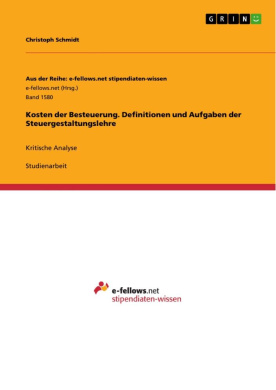 G R I N
Christoph Schmidt
Aus der Reihe: e-fellows.net stipendiaten-wissen
e-fellows.net (Hrsg.)
Band 1580
Kosten der Besteuerung. Definitionen und Aufgaben der
Steuergestaltungslehre
Kritische Analyse
Studienarbeit
e-fellows.net
stipendiaten-wissen